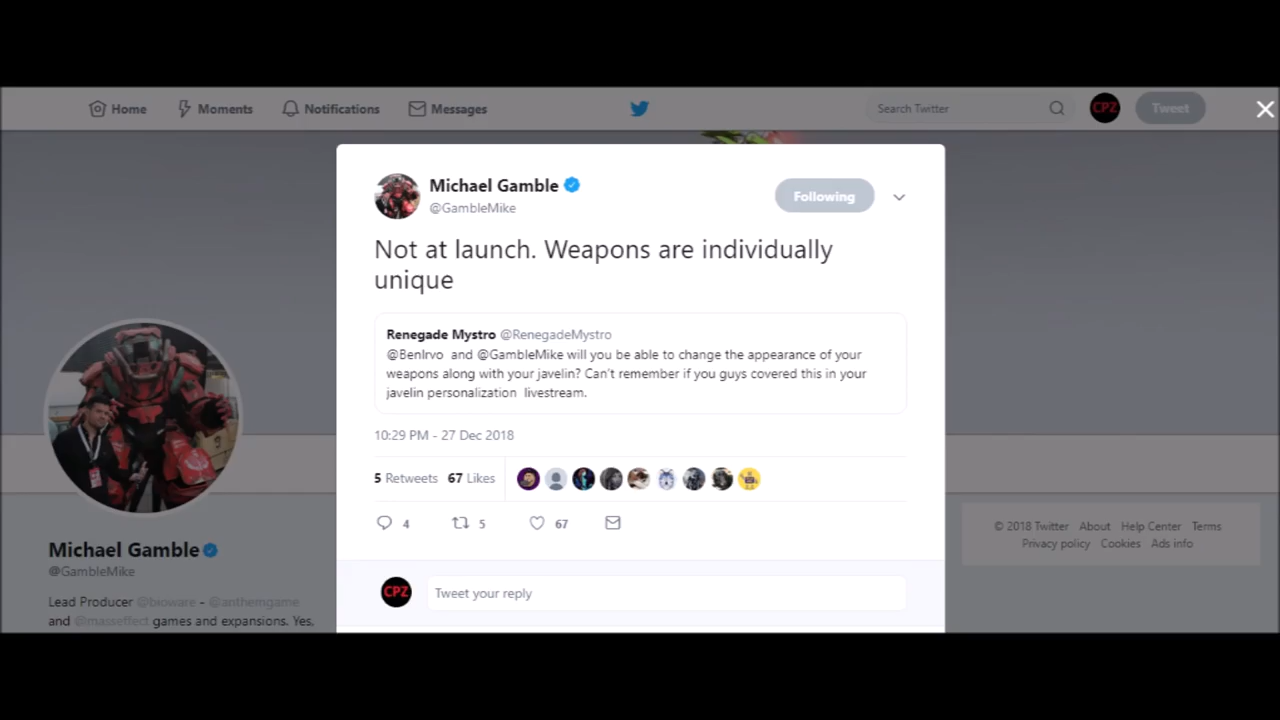 Home Moments Notifications Messages Search Twitter CPZ Tweet
Michael Gamble
@GambleMike
Following
Not at launch. Weapons are individually
unique
Renegade Mystro @RenegadeMystro
@BenIrvo and @GambleMike will you be able to change the appearance of your
weapons along with your javelin? Can't remember if you guys covered this in your
javelin personalization livestream.
10:29 PM - 27 Dec 2018
5 Retweets 67 Likes
4 5 67
CPZ Tweet your reply
Michael Gamble
@GambleMike
Lead Producer @bioware - @anthemgame
and @masseffect games and expansions. Yes,
© 2018 Twitter About Help Center Terms
Privacy policy Cookies Ads info